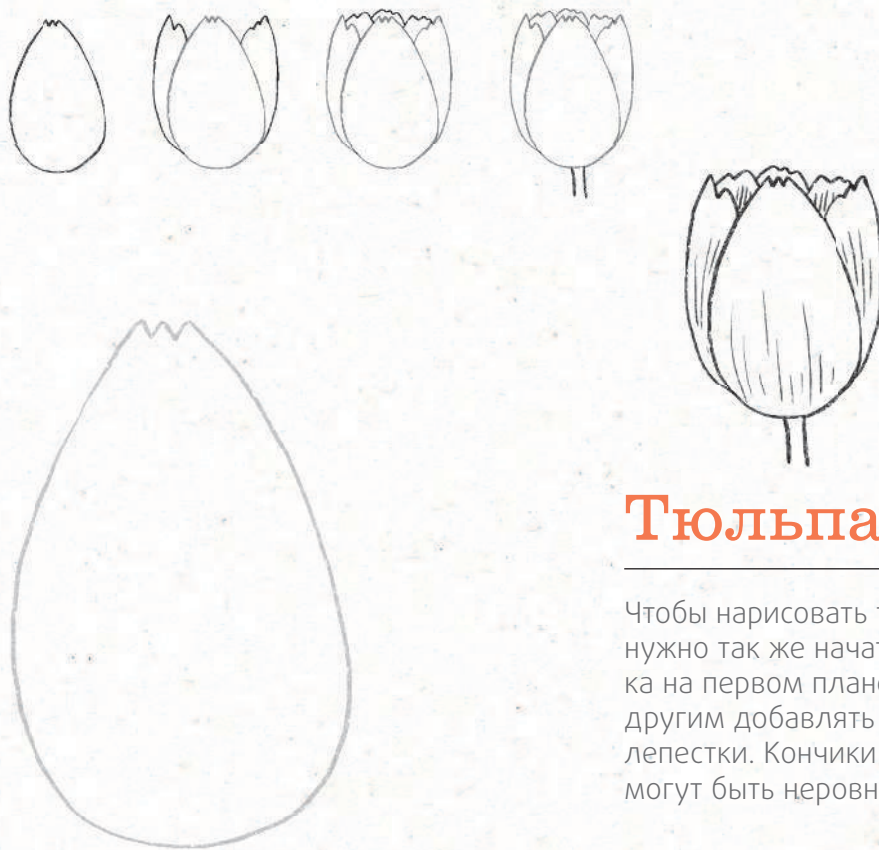 Тюльпа
Чтобы нарисовать
нужно так же начат
ка на первом план
другим добавлять
лепестки. Кончики
могут быть неровн